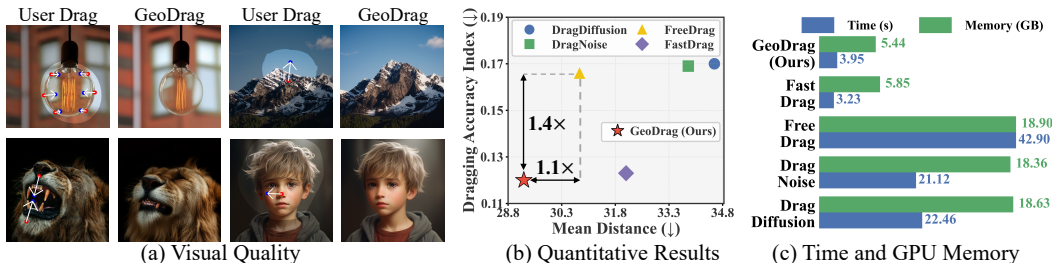 User Drag
GeoDrag
User Drag
GeoDrag
(a) Visual Quality
Dragging Accuracy Index (↓)
0.19
0.17
0.15
0.13
0.11
DragDiffusion
DragNoise
FreeDrag
FastDrag
1.4×
1.1×
GeoDrag (Ours)
28.8
30.3
31.8
33.3
34.8
Mean Distance (↓)
(b) Quantitative Results
Time (s)
Memory (GB)
GeoDrag
(Ours)
5.44
3.95
Fast
Drag
5.85
3.23
Free
Drag
18.90
42.90
Drag
Noise
18.36
21.12
Drag
Diffusion
18.63
22.46
(c) Time and GPU Memory